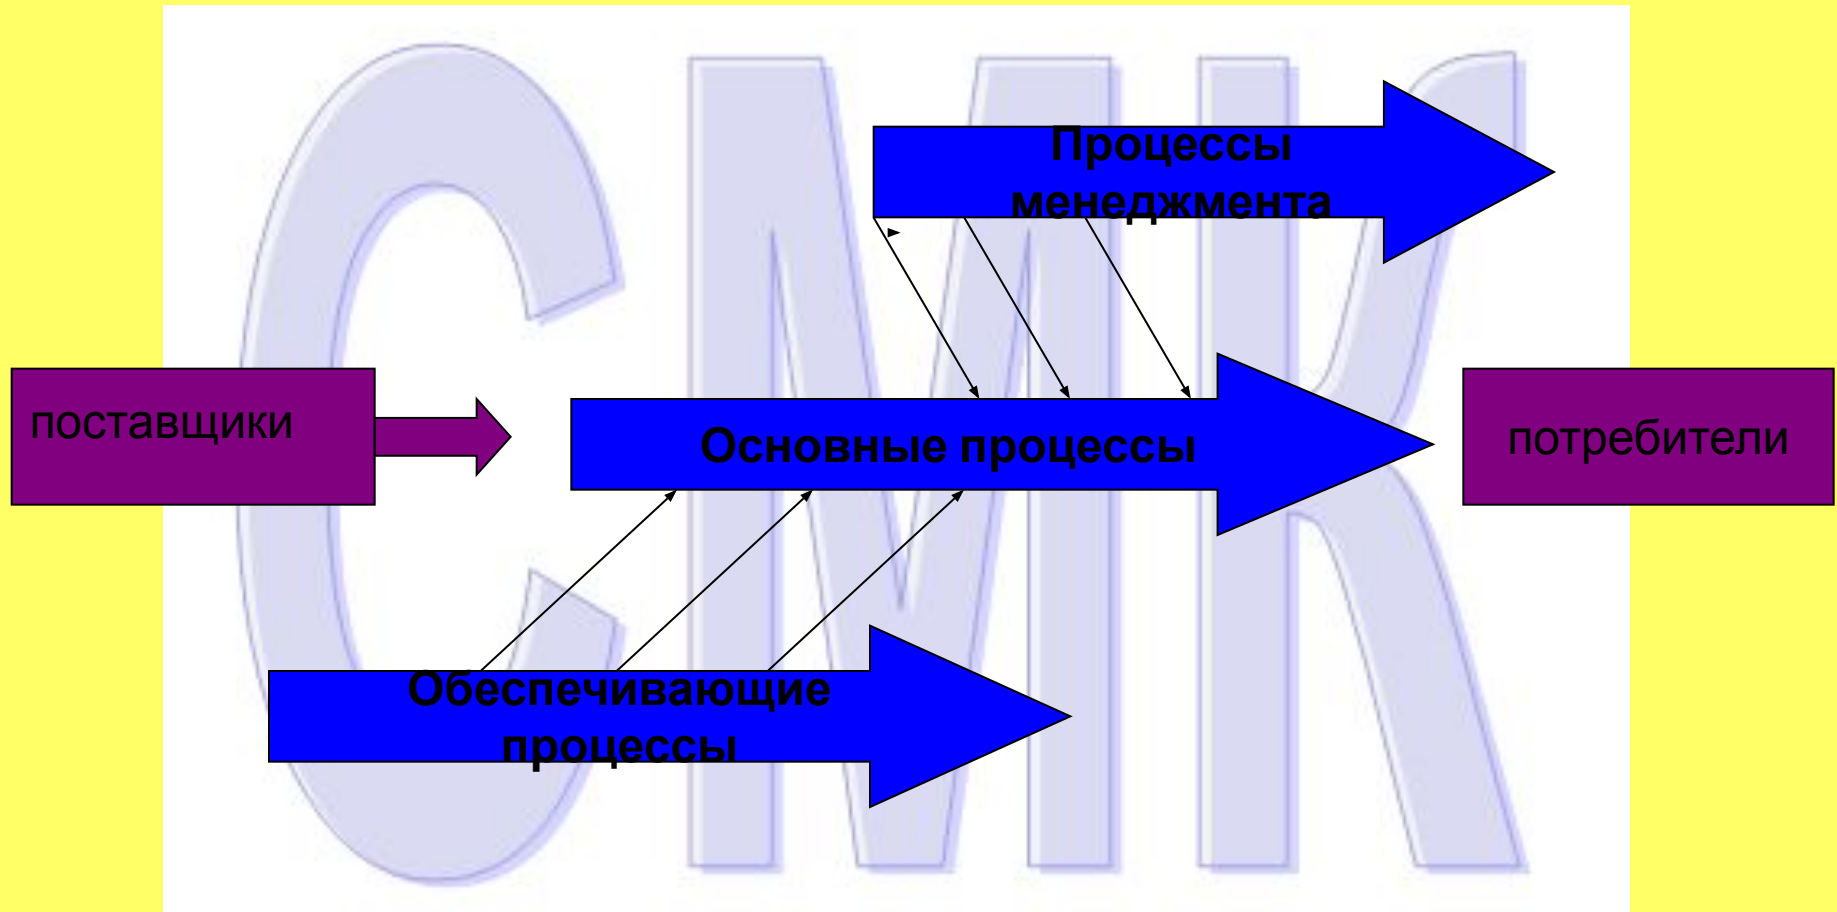 СМК
Процессы
менеджмента
поставщики
Основные процессы
потребители
Обеспечивающие
процессы